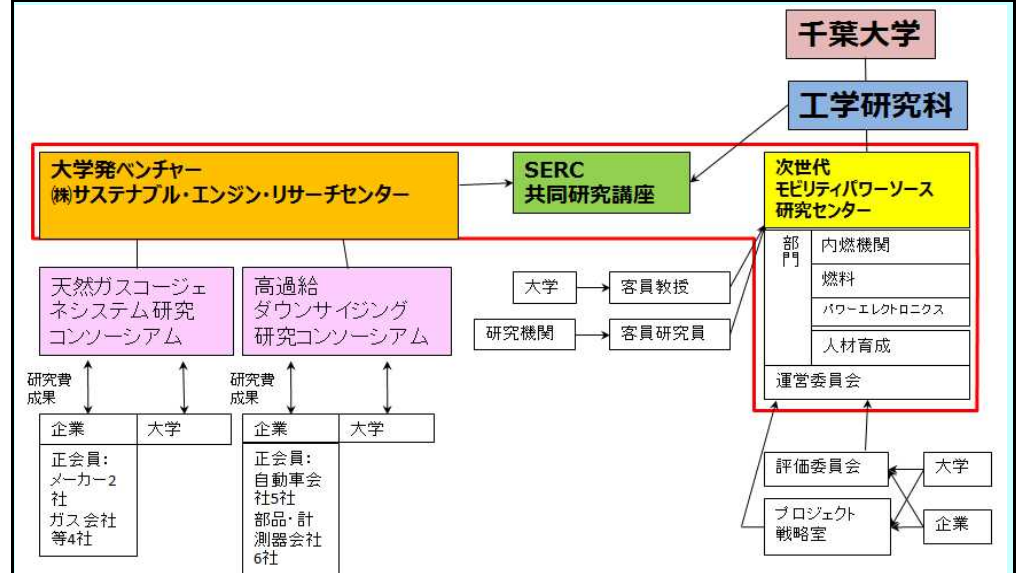 千葉大学
工学研究科
大学発ベンチャー
㈱サステナブル・エンジン・リサーチセンター
SERC
共同研究講座
次世代
モビリティパワーソース
研究センター
部
門
内燃機関
燃料
パワーエレクトロニクス
人材育成
運営委員会
大学
客員教授
研究機関
客員研究員
天然ガスコージェ
ネシステム研究
コンソーシアム
高過給
ダウンサイジング
研究コンソーシアム
研究費
成果
研究費
成果
企業
大学
正会員:
メーカー2
社
ガス会社
等4社
企業
大学
正会員:
自動車会
社5社
部品・計
測器会社
6社
評価委員会
プロジェクト
戦略室
大学
企業